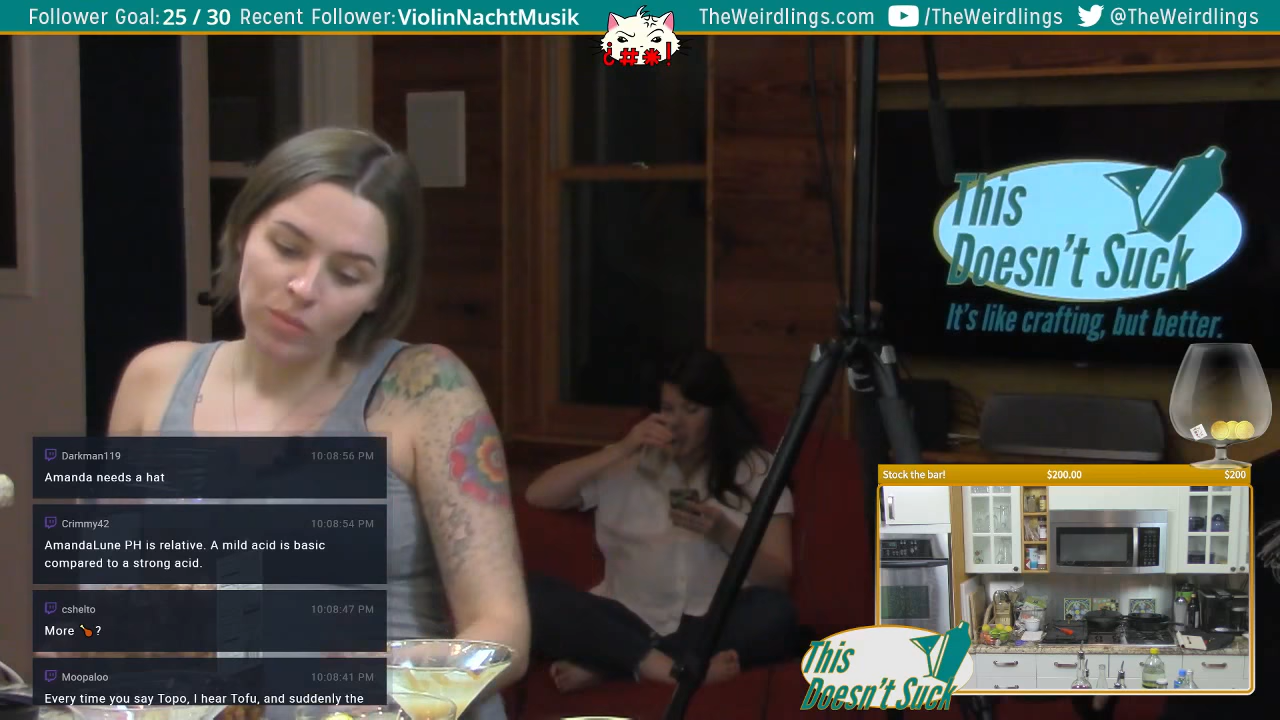 Follower Goal: 25 / 30 Recent Follower: ViolinNachtMusik
¿#*!
TheWeirdlings.com /TheWeirdlings @TheWeirdlings
This
Doesn't Suck
It's like crafting, but better.
Darkman119 10:08:56 PM
Amanda needs a hat
Crimmy42 10:08:54 PM
AmandaLune PH is relative. A mild acid is basic
compared to a strong acid.
cshelto 10:08:47 PM
More 🍗?
Moopaloo 10:08:41 PM
Every time you say Topo, I hear Tofu, and suddenly the
Stock the bar! $200.00 $200
This
Doesn't Suck